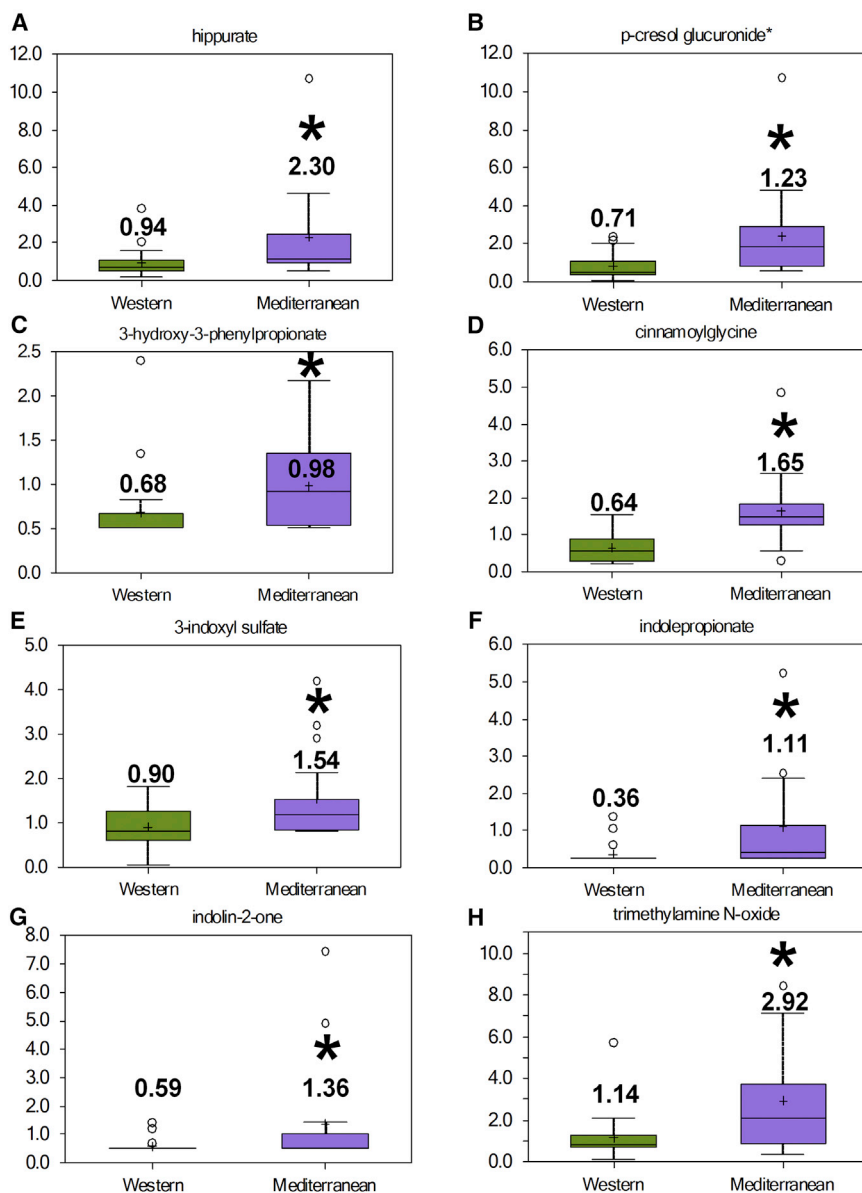 A
hippurate
12.0
10.0
8.0
6.0
4.0
2.0
0.0
0.94
*
2.30
Western
Mediterranean
B
p-cresol glucuronide*
12.0
10.0
8.0
6.0
4.0
2.0
0.0
0.71
*
1.23
Western
Mediterranean
C
3-hydroxy-3-phenylpropionate
2.5
2.0
1.5
1.0
0.5
0.0
0.68
*
0.98
Western
Mediterranean
D
cinnamoylglycine
6.0
5.0
4.0
3.0
2.0
1.0
0.0
0.64
*
1.65
Western
Mediterranean
E
3-indoxyl sulfate
5.0
4.0
3.0
2.0
1.0
0.0
0.90
*
1.54
Western
Mediterranean
F
indolepropionate
6.0
5.0
4.0
3.0
2.0
1.0
0.0
0.36
*
1.11
Western
Mediterranean
G
indolin-2-one
8.0
7.0
6.0
5.0
4.0
3.0
2.0
1.0
0.0
0.59
*
1.36
Western
Mediterranean
H
trimethylamine N-oxide
10.0
8.0
6.0
4.0
2.0
0.0
1.14
*
2.92
Western
Mediterranean